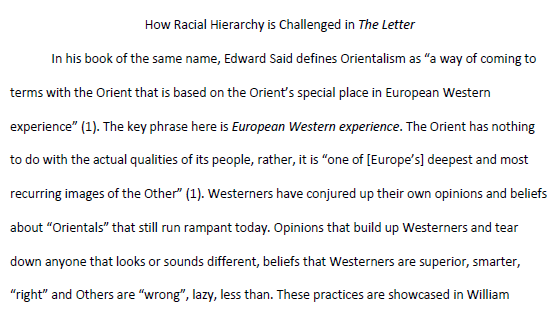 How Racial Hierarchy is Challenged in The Letter
In his book of the same name, Edward Said defines Orientalism as “a way of coming to
terms with the Orient that is based on the Orient’s special place in European Western
experience” (1). The key phrase here is European Western experience. The Orient has nothing
to do with the actual qualities of its people, rather, it is “one of [Europe’s] deepest and most
recurring images of the Other” (1). Westerners have conjured up their own opinions and beliefs
about “Orientals” that still run rampant today. Opinions that build up Westerners and tear
down anyone that looks or sounds different, beliefs that Westerners are superior, smarter,
“right” and Others are “wrong”, lazy, less than. These practices are showcased in William